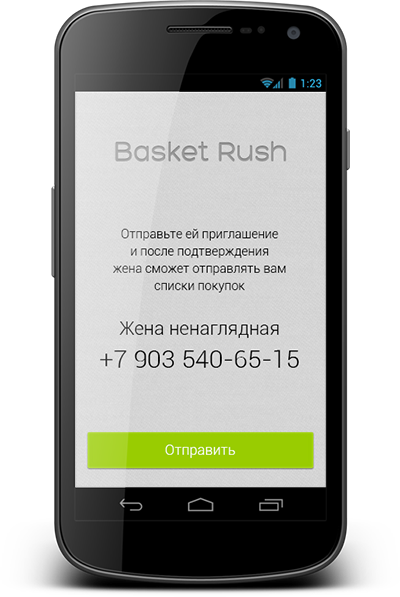 1:23
Basket Rush
Отправьте ей приглашение
и после подтверждения
жена сможет отправлять вам
списки покупок
Жена ненаглядная
+7 903 540-65-15
Отправить